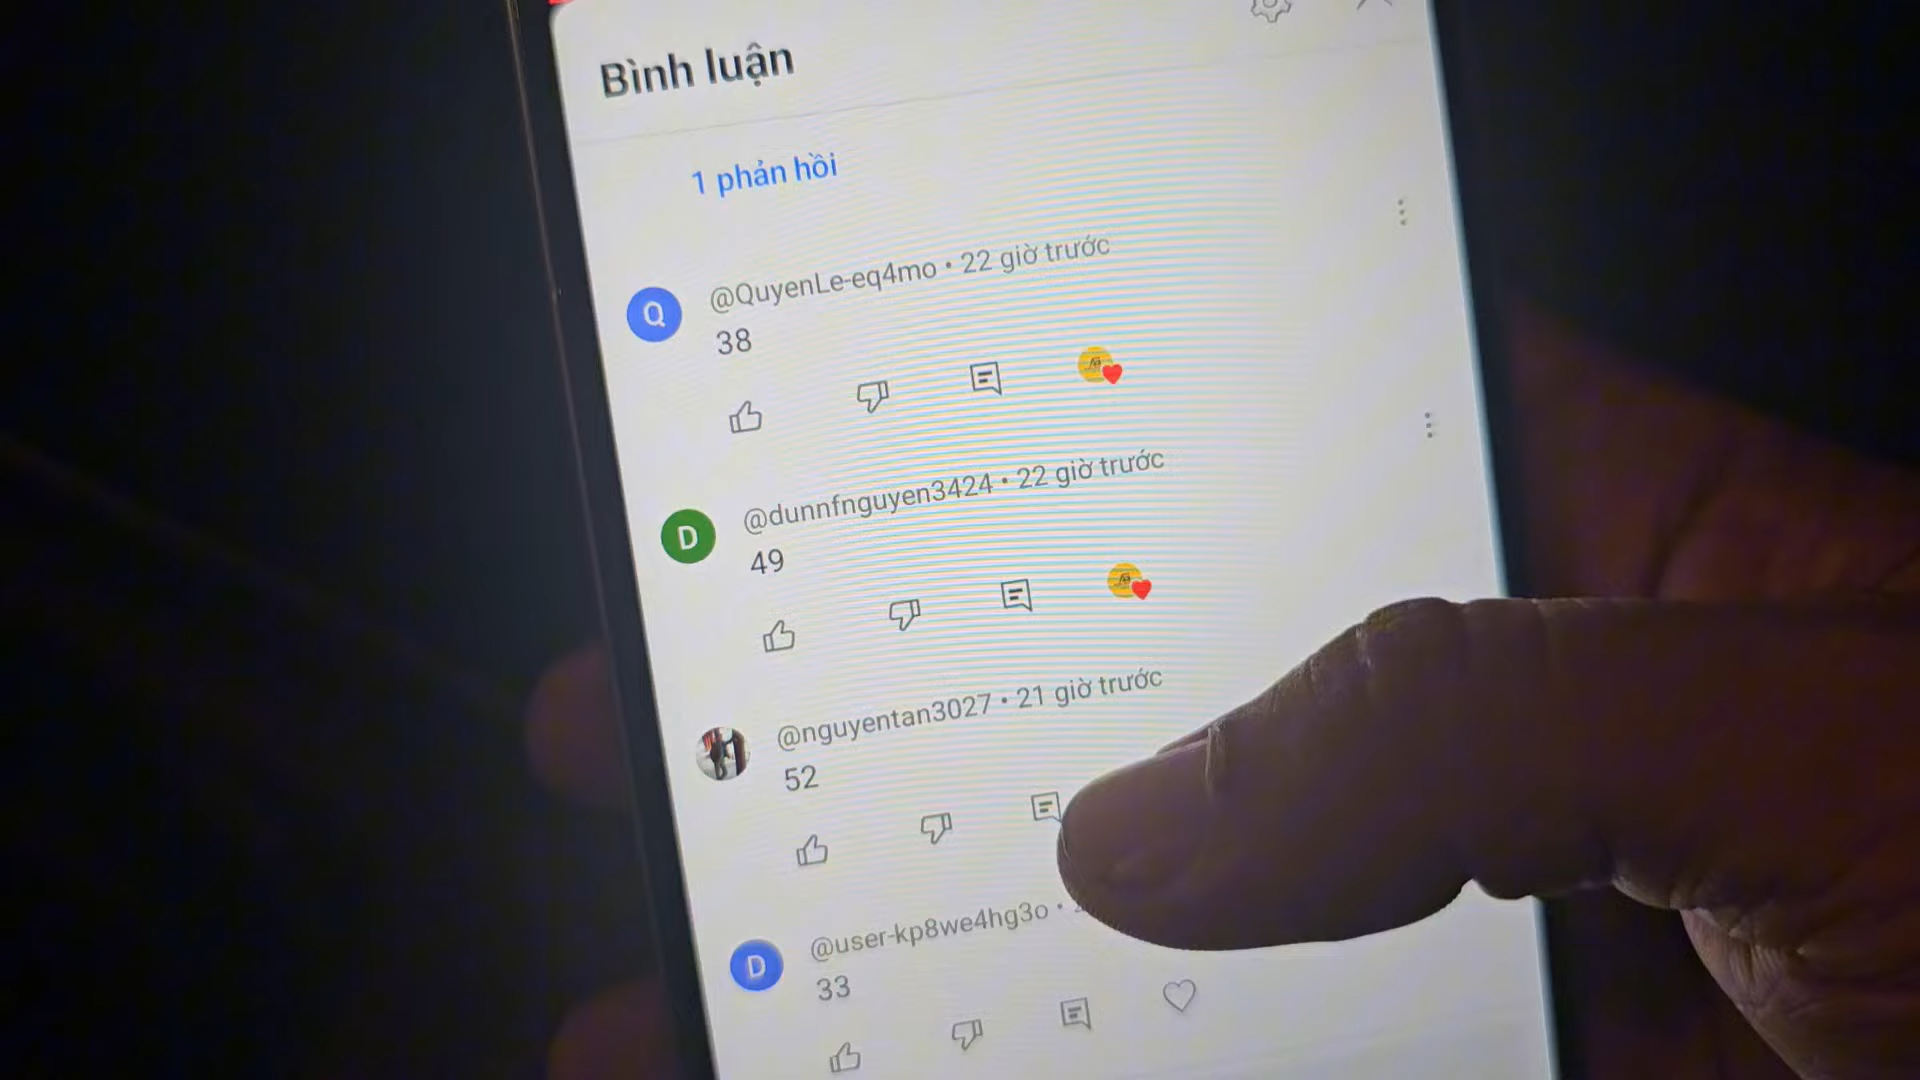 Bình luận
1 phản hồi
Q
@QuyenLe-eq4mo • 22 giờ trước
38
D
@dunnfnguyen3424 • 22 giờ trước
49
@nguyentan3027 • 21 giờ trước
52
D
@user-kp8we4hg3o •
33